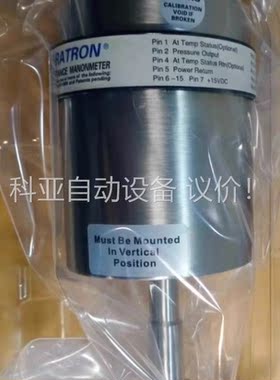 CALIBRATION
VOID IF
BROKEN
ARATRON
TANCE MANOMETER
Pin 1 At Temp Status(Optional)
Pin 2 Pressure Output
Pin 4 At Temp Status Rtn(Optional)
Pin 5 Power Return
Pin 6 -15 Pin 7 +15VDC
科亚自动设备 议价!
Must Be Mounted
In Vertical
Position